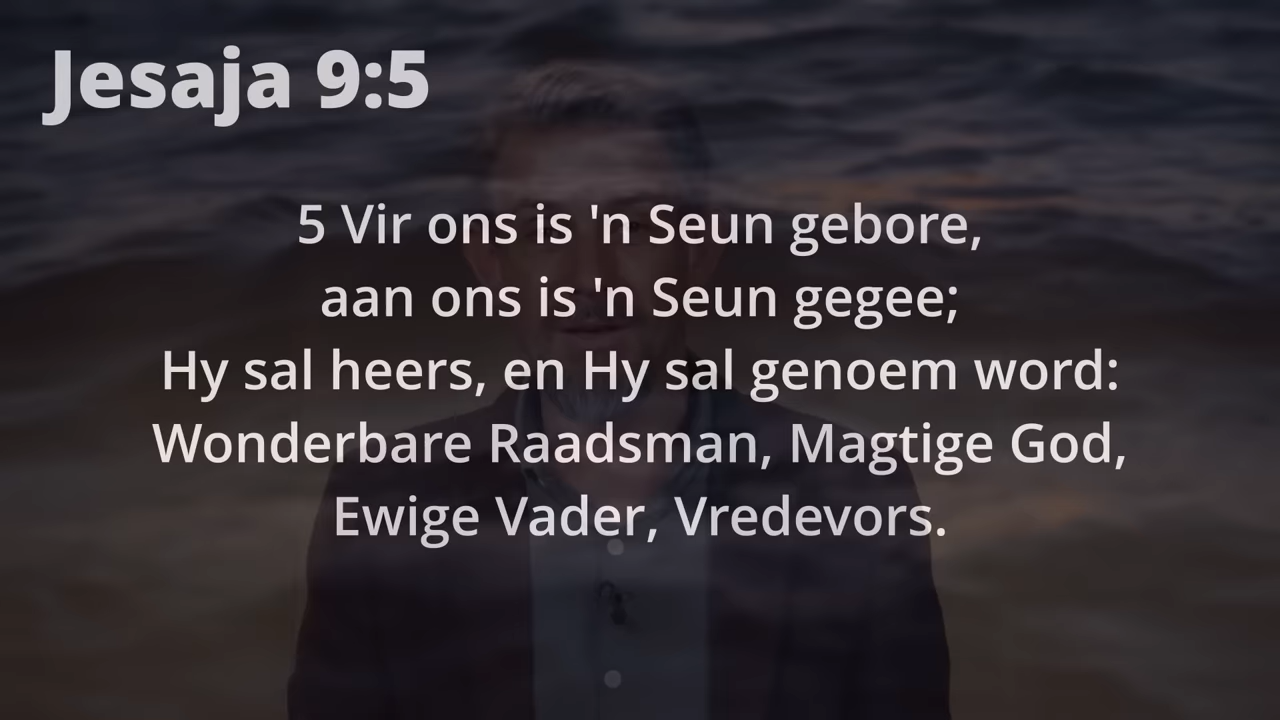 Jesaja 9:5
5 Vir ons is 'n Seun gebore,
aan ons is 'n Seun gegee;
Hy sal heers, en Hy sal genoem word:
Wonderbare Raadsman, Magtige God,
Ewige Vader, Vredevors.